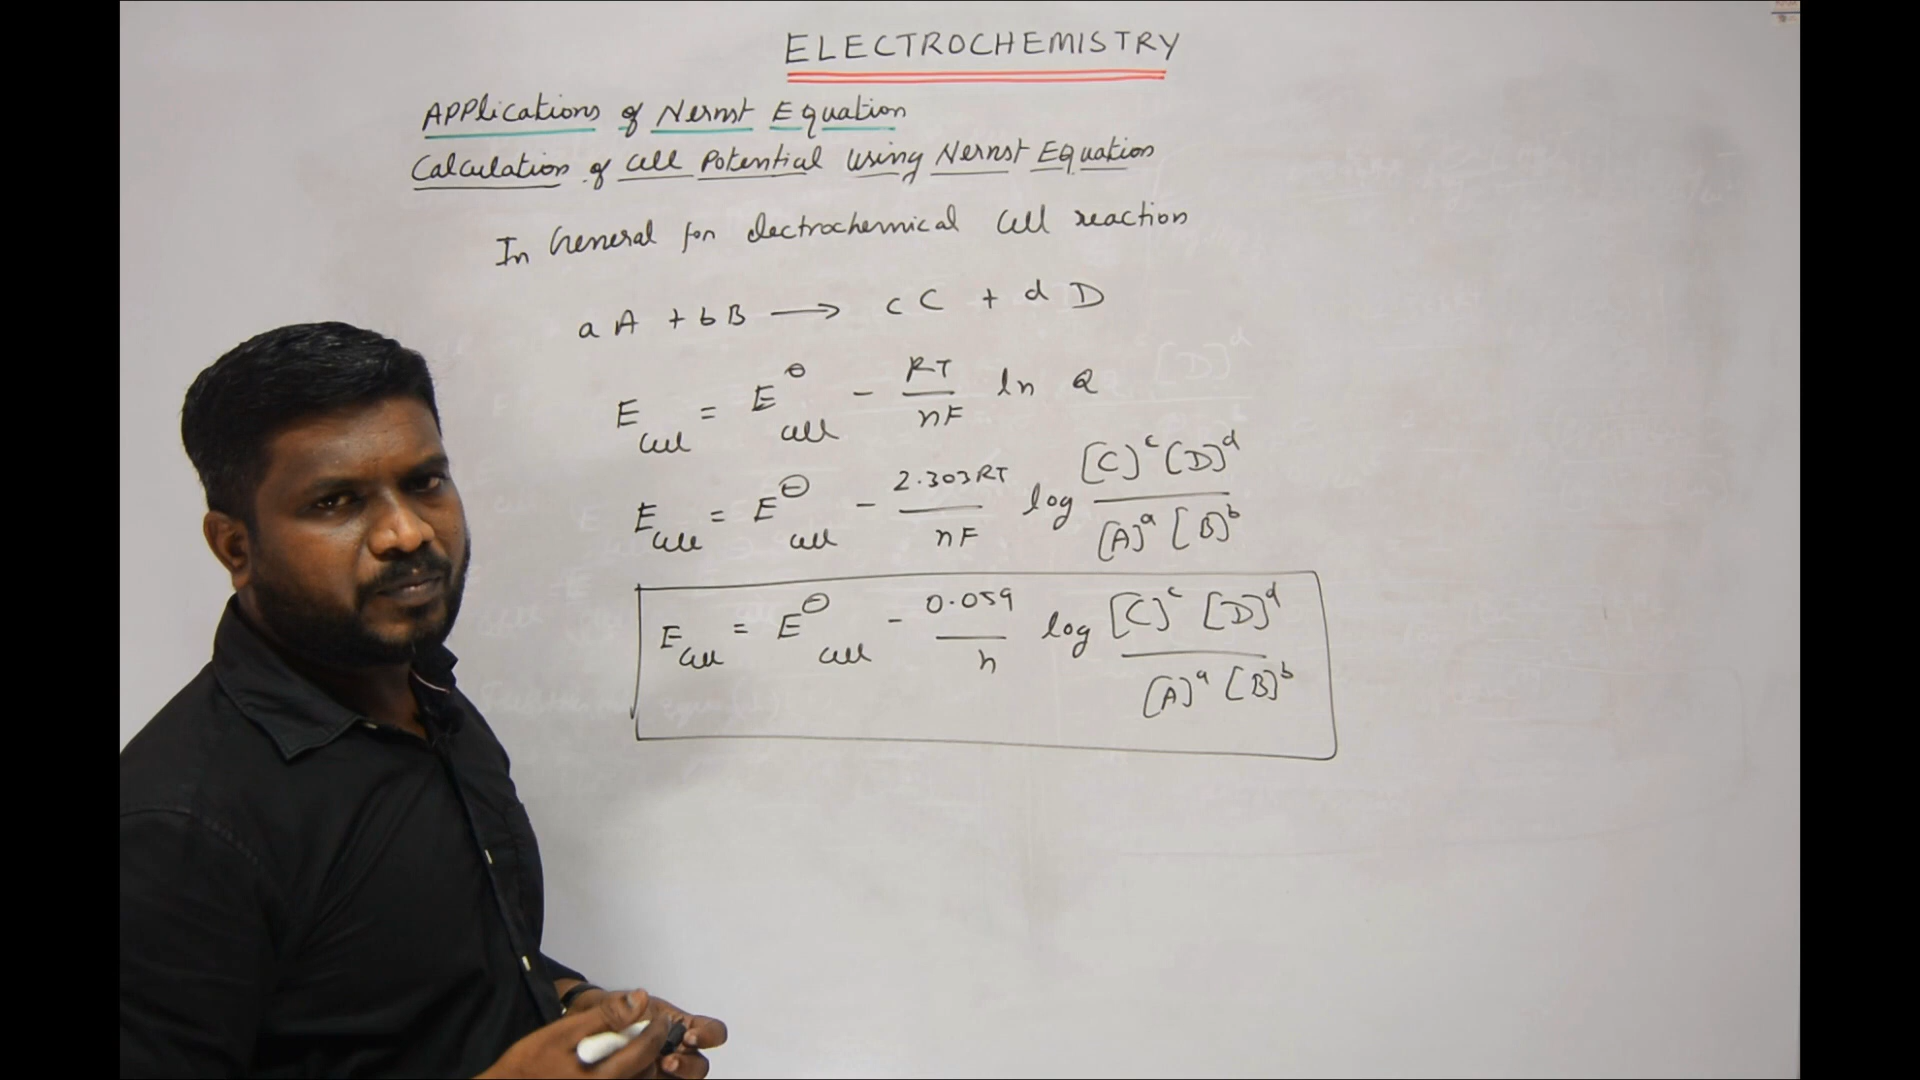 ELECTROCHEMISTRY
Applications of Nernst Equation
Calculation of cell Potential using Nernst Equation
In General for electrochemical cell reaction
a A + b B ⟶ c C + d D
E cell = E⊖ cell − RT/nF ln Q
E cell = E⊖ cell − 2.303RT/nF log [C]ᶜ [D]ᵈ / [A]ᵃ [B]ᵇ
E cell = E⊖ cell − 0.059/n log [C]ᶜ [D]ᵈ / [A]ᵃ [B]ᵇ